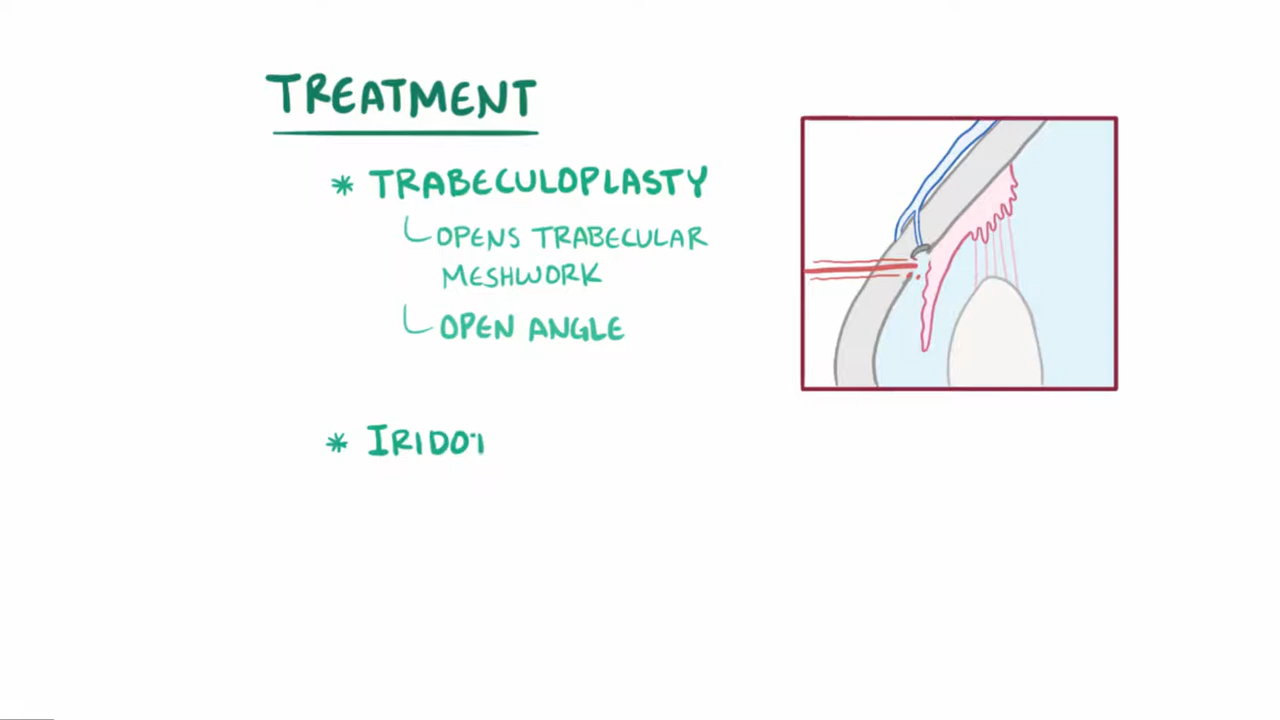 TREATMENT
* TRABECULOPLASTY
OPENS TRABECULAR
MESHWORK
OPEN ANGLE